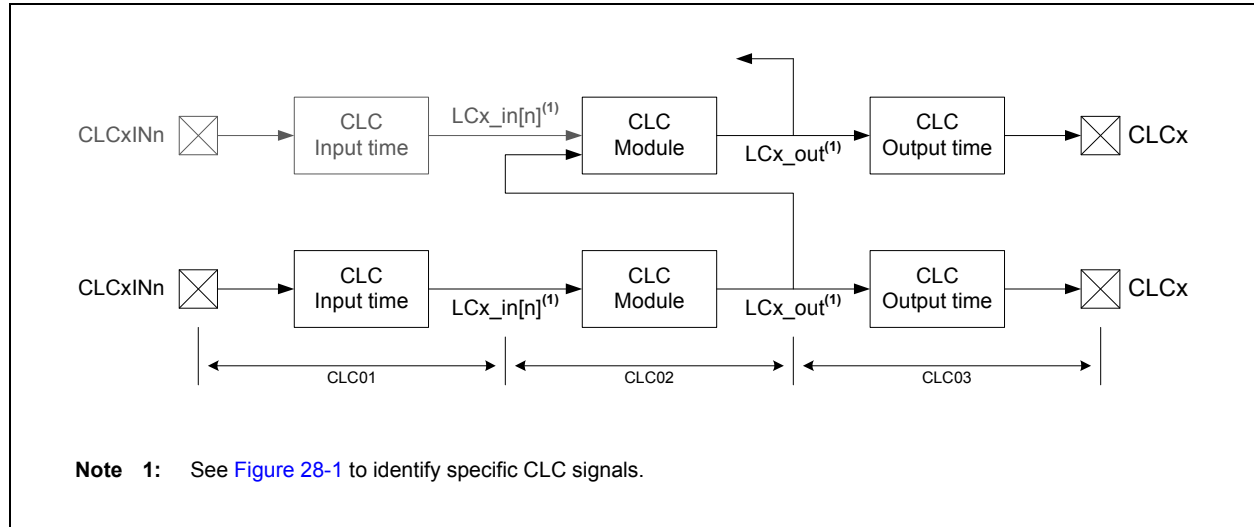 CLCxINn
CLC
Input time
LCx_in[n](1)
CLC
Module
LCx_out(1)
CLC
Output time
CLCx
CLCxINn
CLC
Input time
LCx_in[n](1)
CLC
Module
LCx_out(1)
CLC
Output time
CLCx
CLC01
CLC02
CLC03
Note 1: See Figure 28-1 to identify specific CLC signals.